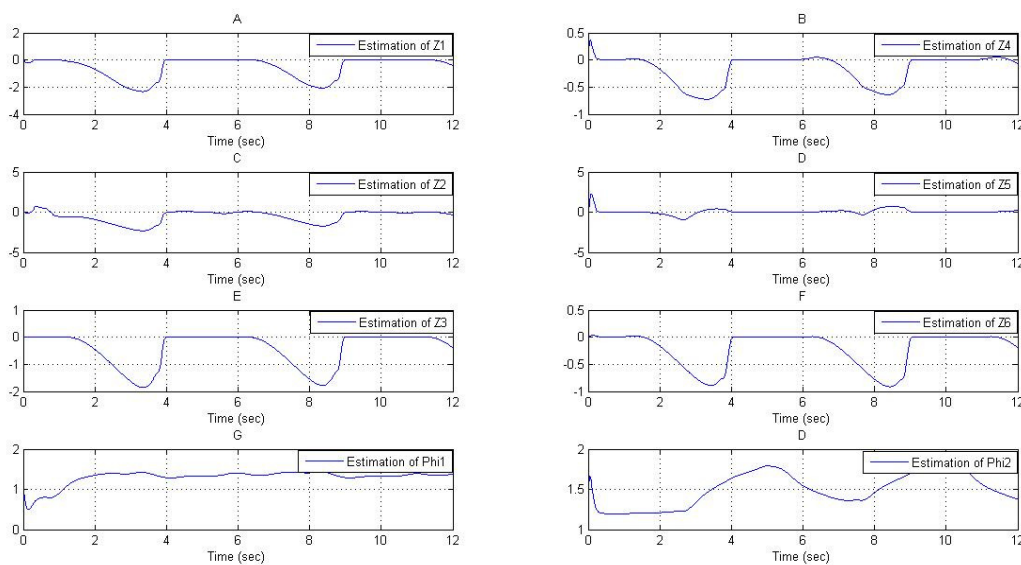 A
2
0
-2
-4
Estimation of Z1
0 2 4 6 8 10 12
Time (sec)
B
0.5
0
-0.5
-1
Estimation of Z4
0 2 4 6 8 10 12
Time (sec)
C
5
0
-5
Estimation of Z2
0 2 4 6 8 10 12
Time (sec)
D
5
0
-5
Estimation of Z5
0 2 4 6 8 10 12
Time (sec)
E
1
0
-1
-2
Estimation of Z3
0 2 4 6 8 10 12
Time (sec)
F
0.5
0
-0.5
-1
Estimation of Z6
0 2 4 6 8 10 12
Time (sec)
G
2
1
0
Estimation of Phi1
0 2 4 6 8 10 12
Time (sec)
D
2
1.5
1
Estimation of Phi2
0 2 4 6 8 10 12
Time (sec)